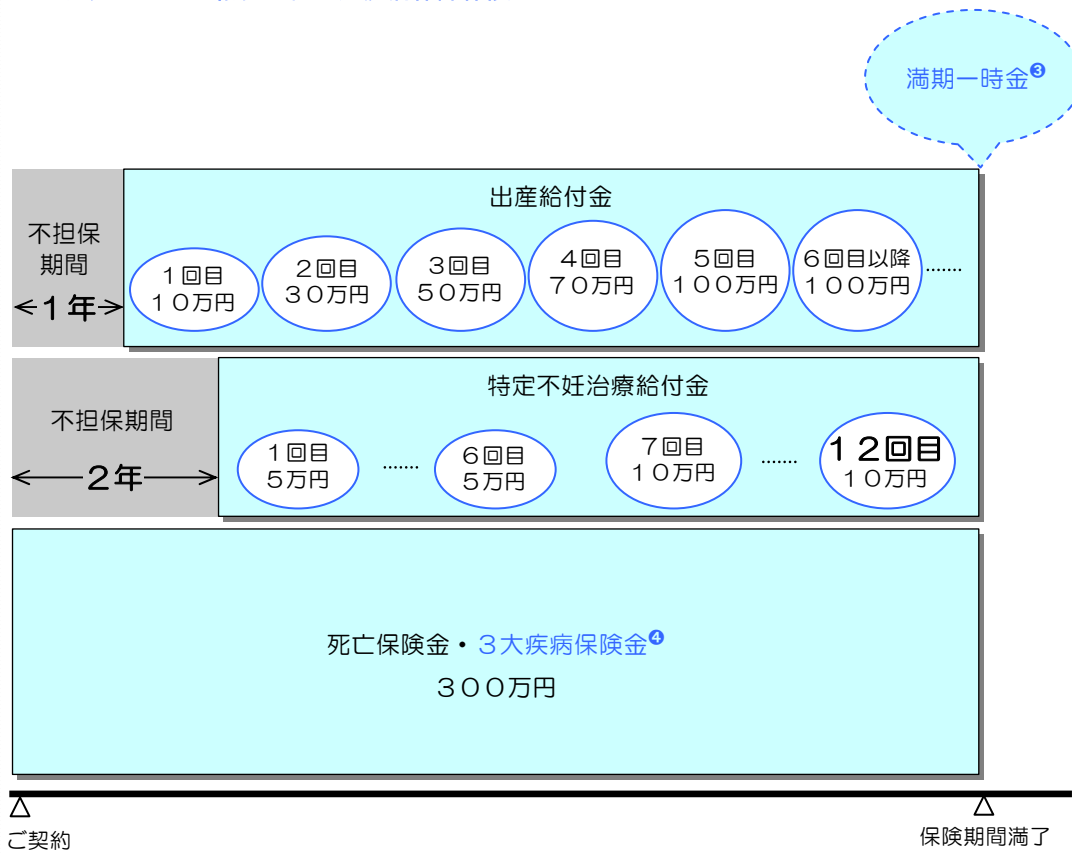 満期一時金❸
出産給付金
不担保
期間
1年
1回目
10万円
2回目
30万円
3回目
50万円
4回目
70万円
5回目
100万円
6回目以降
100万円
.......
特定不妊治療給付金
不担保期間
2年
1回目
5万円
.......
6回目
5万円
7回目
10万円
.......
12回目
10万円
死亡保険金・3大疾病保険金❹
300万円
ご契約
保険期間満了